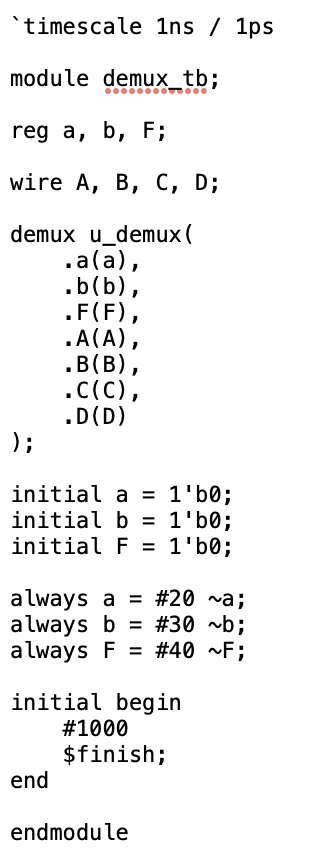 `timescale 1ns / 1ps
module demux_tb;
reg a, b, F;
wire A, B, C, D;
demux u_demux(
    .a(a),
    .b(b),
    .F(F),
    .A(A),
    .B(B),
    .C(C),
    .D(D)
);
initial a = 1'b0;
initial b = 1'b0;
initial F = 1'b0;
always a = #20 ~a;
always b = #30 ~b;
always F = #40 ~F;
initial begin
    #1000
    $finish;
end
endmodule